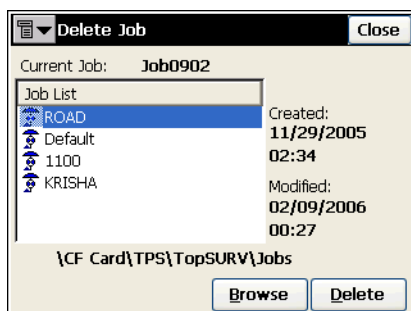 Delete Job
Close
Current Job: Job0902
Job List
ROAD
Default
1100
KRISHA
Created:
11/29/2005
02:34
Modified:
02/09/2006
00:27
\CF Card\TPS\TopSURV\Jobs
Browse
Delete